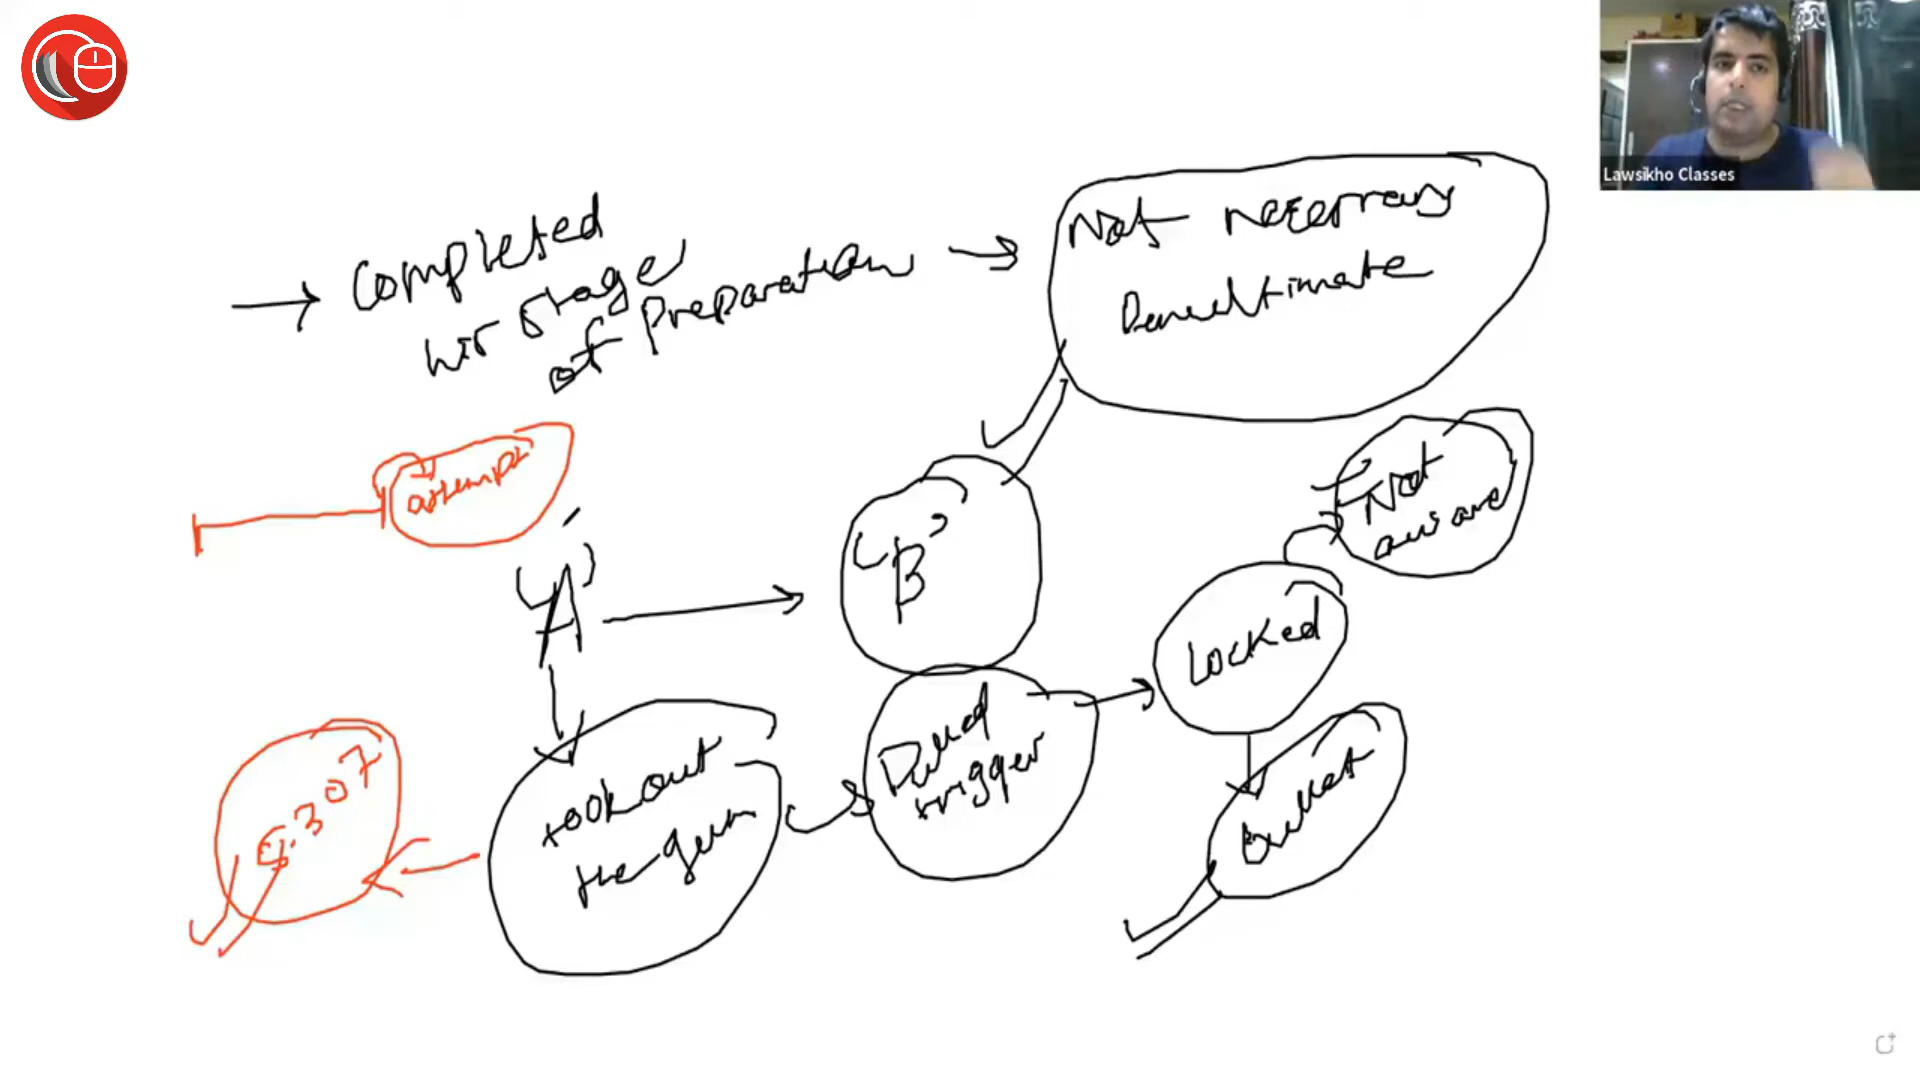 Lawsikho Classes
→ completed
his stage
of preparation →
Not necessary
Penultimate
attempt
'A' →
'B'
Not
aware
Locked
Pulled
trigger
took out
the gun
Bullet
S. 307